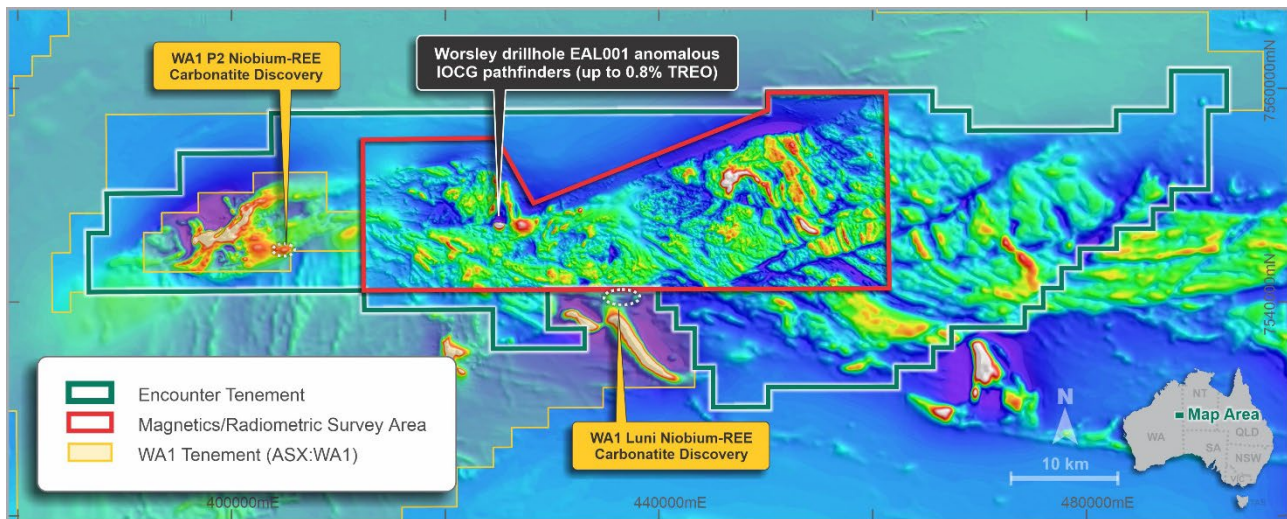 WA1 P2 Niobium-REE
Carbonatite Discovery
Worsley drillhole EAL001 anomalous
IOCG pathfinders (up to 0.8% TREO)
7560000mN
7540000mN
Encounter Tenement
Magnetics/Radiometric Survey Area
WA1 Tenement (ASX:WA1)
WA1 Luni Niobium-REE
Carbonatite Discovery
N
10 km
NT
Map Area
WA
QLD
SA
NSW
VIC
TAS
400000mE
440000mE
480000mE